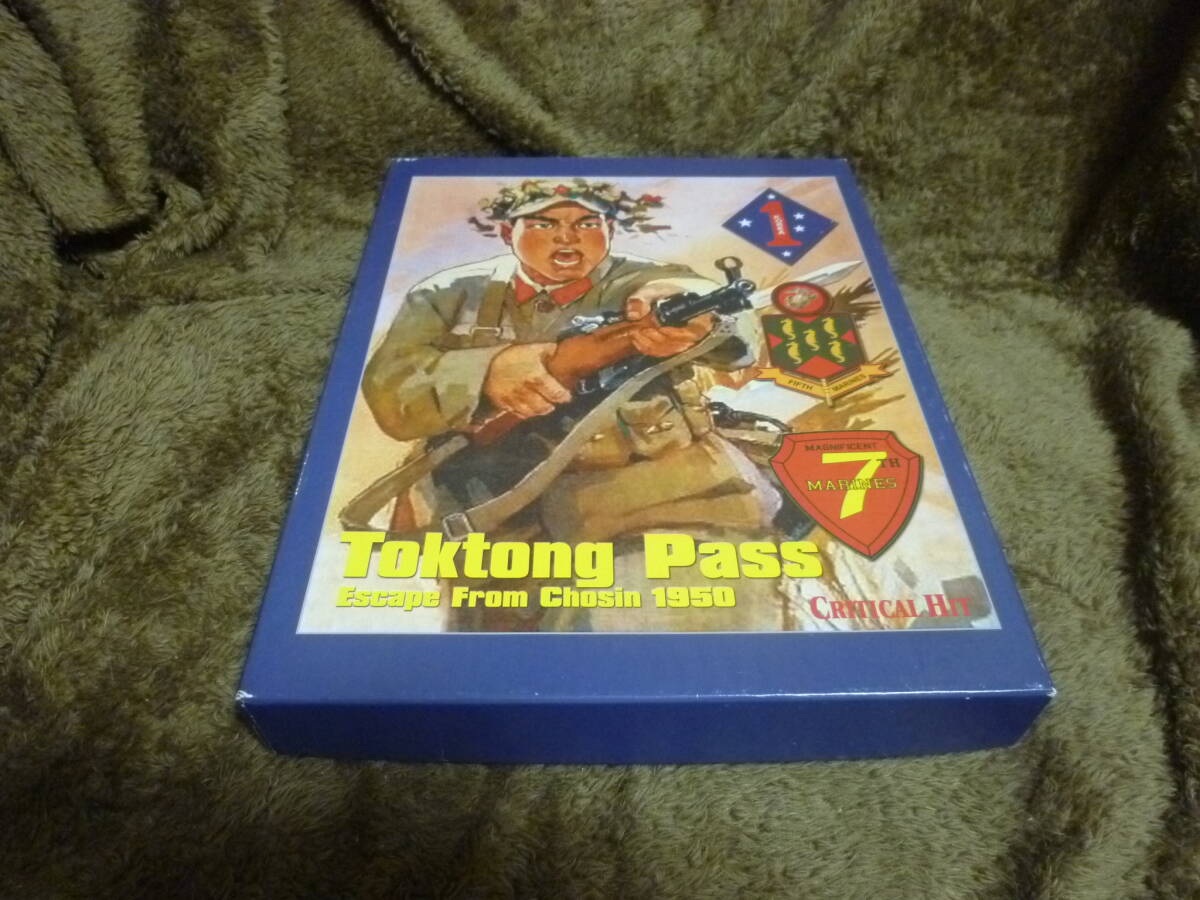 1
FIFTH MARINES
MAGNIFICENT
7TH
MARINES
Toktong Pass
Escape From Chosin 1950
CRITICAL HIT